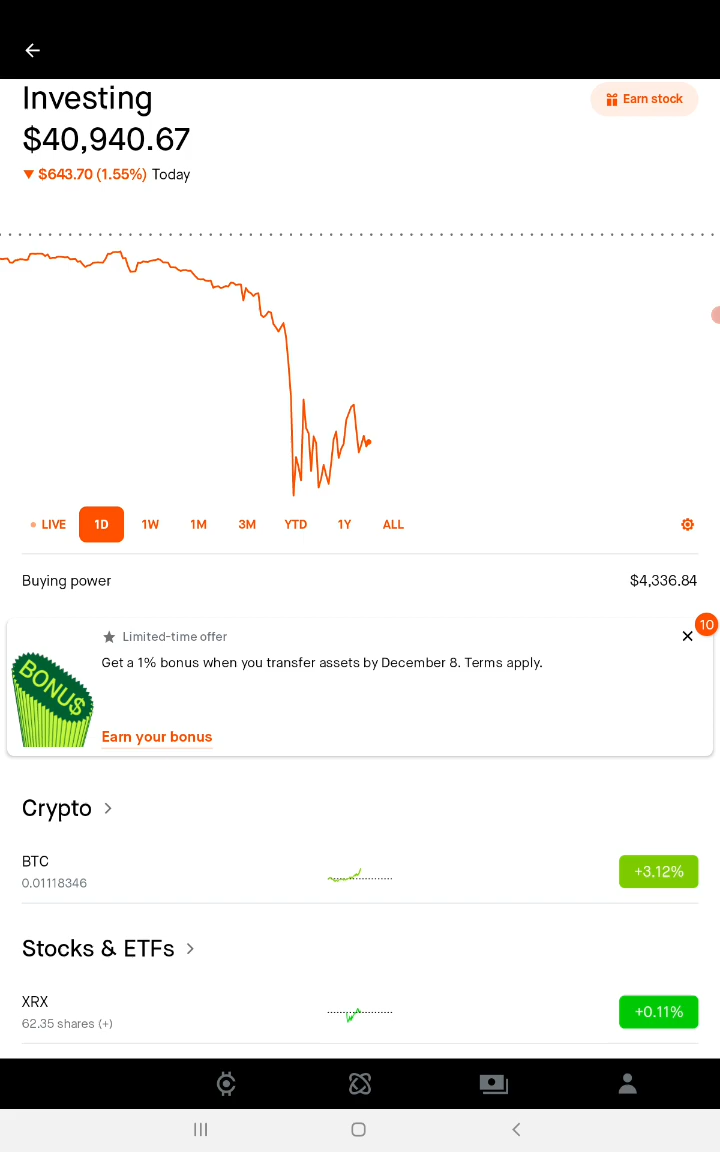 Investing
Earn stock
$40,940.67
▼ $643.70 (1.55%) Today
LIVE 1D 1W 1M 3M YTD 1Y ALL
Buying power $4,336.84
10
Limited-time offer
Get a 1% bonus when you transfer assets by December 8. Terms apply.
BONU$
Earn your bonus
Crypto
BTC
0.01118346
+3.12%
Stocks & ETFs
XRX
62.35 shares (+)
+0.11%